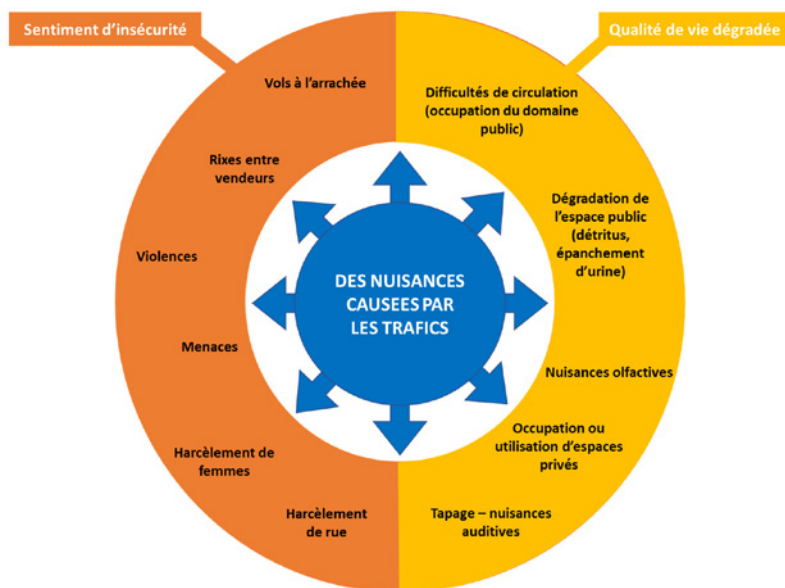 Sentiment d'insécurité
Qualité de vie dégradée
Vols à l'arrachée
Rixes entre
vendeurs
Violences
Menaces
Harcèlement de
femmes
Harcèlement
de rue
DES NUISANCES
CAUSEES PAR
LES TRAFICS
Difficultés de circulation
(occupation du domaine
public)
Dégradation de
l'espace public
(détritus,
épanchement
d'urine)
Nuisances olfactives
Occupation ou
utilisation d'espaces
privés
Tapage – nuisances
auditives